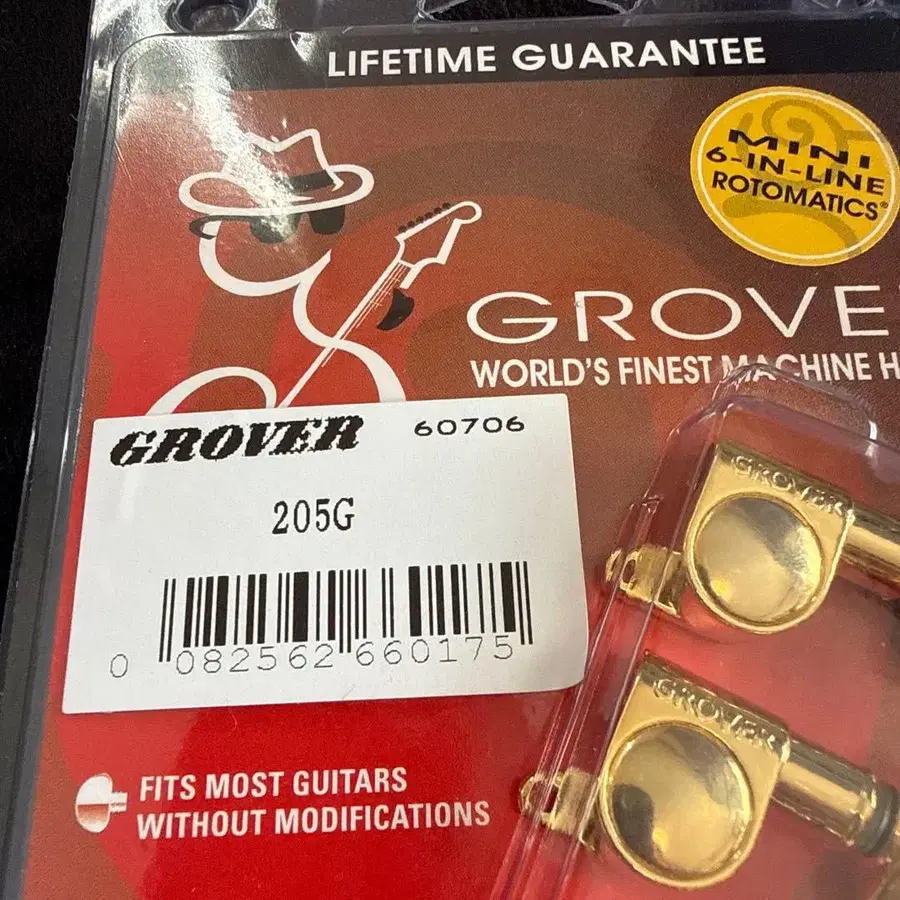 LIFETIME GUARANTEE
MINI
6-IN-LINE
ROTOMATICS®
GROVE
WORLD'S FINEST MACHINE H
GROVER 60706
205G
0 082562 660175
GROVER
GROVER
FITS MOST GUITARS
WITHOUT MODIFICATIONS